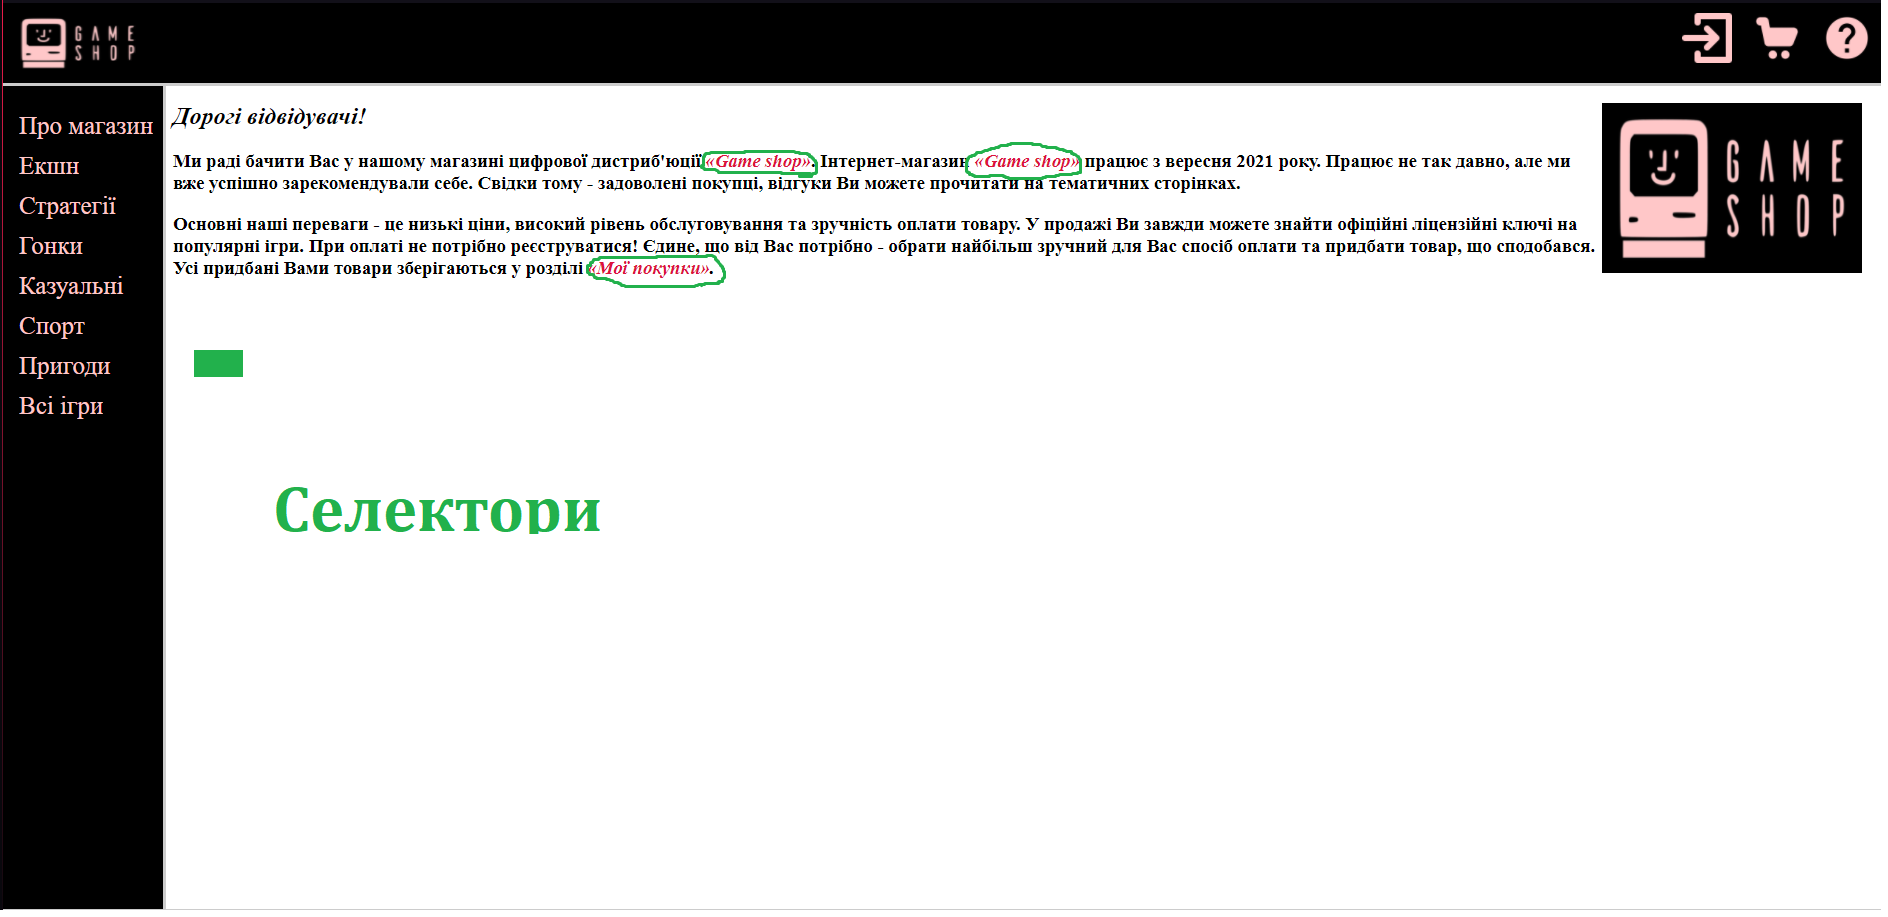 GAME
SHOP
?
Про магазин
Екшн
Стратегії
Гонки
Казуальні
Спорт
Пригоди
Всі ігри
Дорогі відвідувачі!
Ми раді бачити Вас у нашому магазині цифрової дистриб'юції «Game shop». Інтернет-магазин «Game shop» працює з вересня 2021 року. Працює не так давно, але ми
вже успішно зарекомендували себе. Свідки тому - задоволені покупці, відгуки Ви можете прочитати на тематичних сторінках.
Основні наші переваги - це низькі ціни, високий рівень обслуговування та зручність оплати товару. У продажі Ви завжди можете знайти офіційні ліцензійні ключі на
популярні ігри. При оплаті не потрібно реєструватися! Єдине, що від Вас потрібно - обрати найбільш зручний для Вас спосіб оплати та придбати товар, що сподобався.
Усі придбані Вами товари зберігаються у розділі «Мої покупки».
GAME
SHOP
Селектори